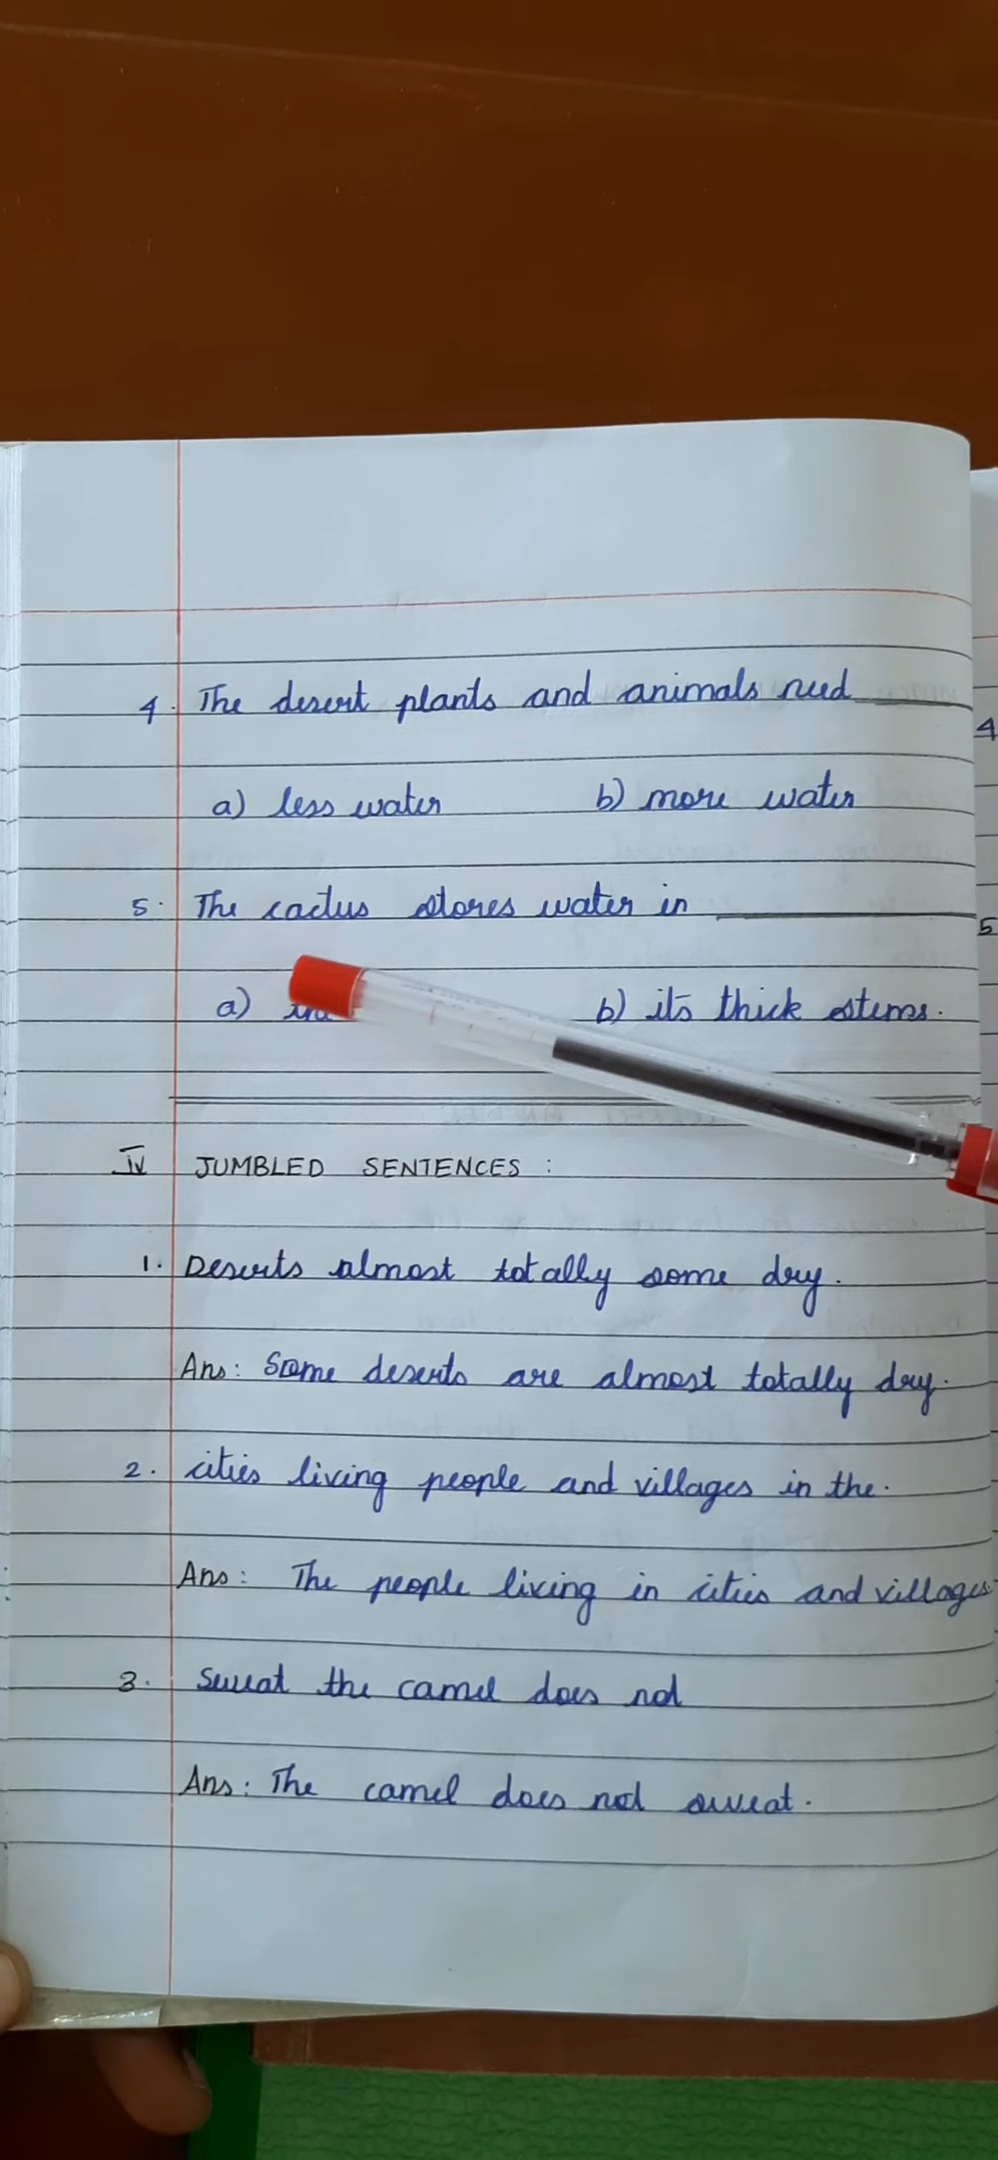 4. The desert plants and animals need
a) less water b) more water
5. The cactus stores water in
a) b) its thick stems.
IV JUMBLED SENTENCES :
1. Deserts almost totally some dry.
Ans: Some deserts are almost totally dry.
2. cities living people and villages in the.
Ans: The people living in cities and villages
3. Sweat the camel does not
Ans: The camel does not sweat.
4
5